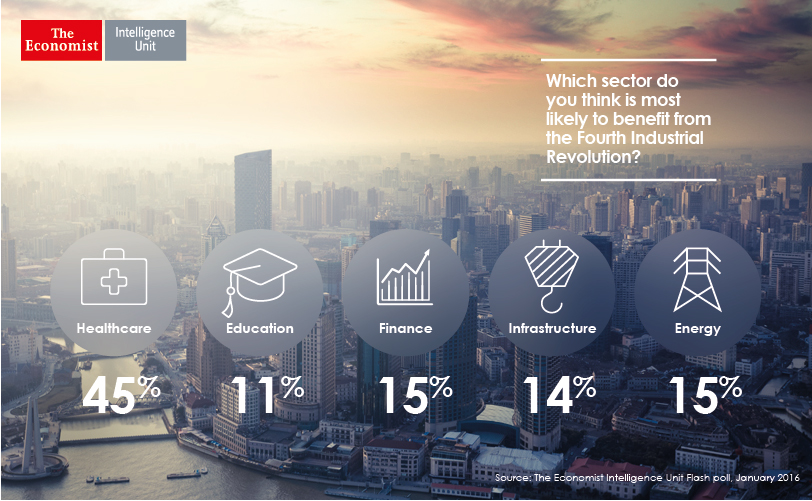 The
Economist
Intelligence
Unit
Which sector do
you think is most
likely to benefit from
the Fourth Industrial
Revolution?
Healthcare
Education
Finance
Infrastructure
Energy
45%
11%
15%
14%
15%
Source: The Economist Intelligence Unit Flash poll, January 2016